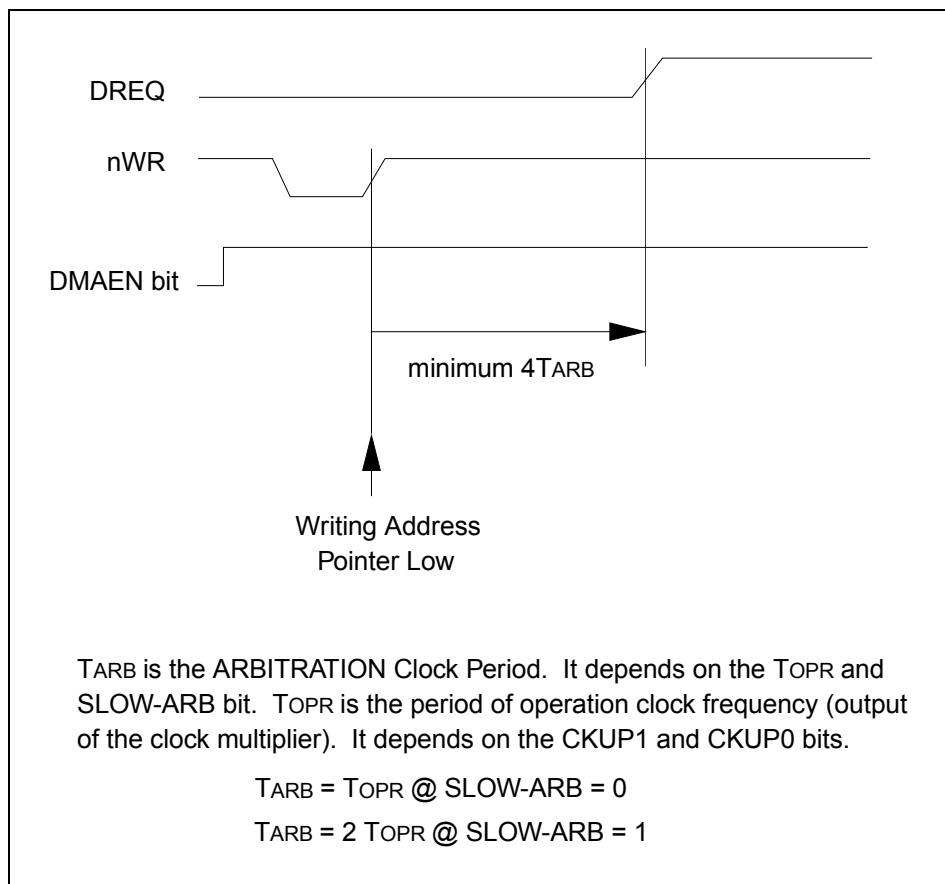 DREQ
nWR
DMAEN bit
minimum 4TARB
Writing Address
Pointer Low
TARB is the ARBITRATION Clock Period.  It depends on the TOPR and
SLOW-ARB bit.  TOPR is the period of operation clock frequency (output
of the clock multiplier).  It depends on the CKUP1 and CKUP0 bits.
TARB = TOPR @ SLOW-ARB = 0
TARB = 2 TOPR @ SLOW-ARB = 1